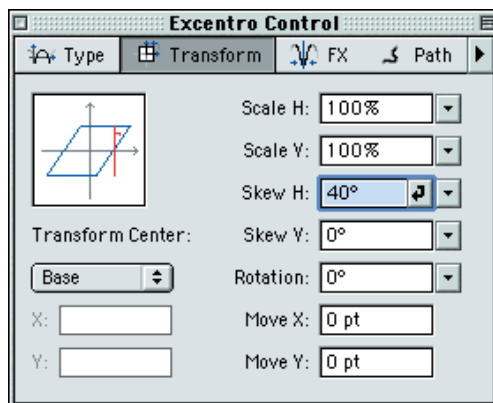 Excentro Control
Type Transform FX Path
Scale H: 100%
Scale V: 100%
Skew H: 40°
Transform Center: Skew V: 0°
Base Rotation: 0°
X: Move X: 0 pt
Y: Move Y: 0 pt